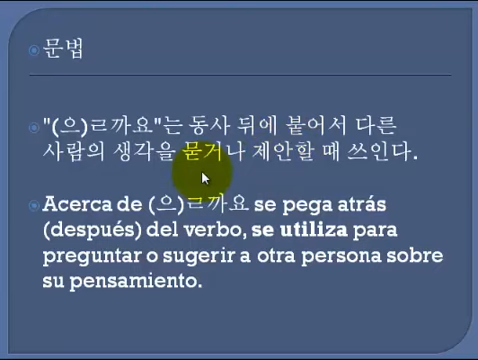 문법
"(으)ㄹ까요"는 동사 뒤에 붙어서 다른
사람의 생각을 묻거나 제안할 때 쓰인다.
Acerca de (으)ㄹ까요 se pega atrás
(después) del verbo, se utiliza para
preguntar o sugerir a otra persona sobre
su pensamiento.